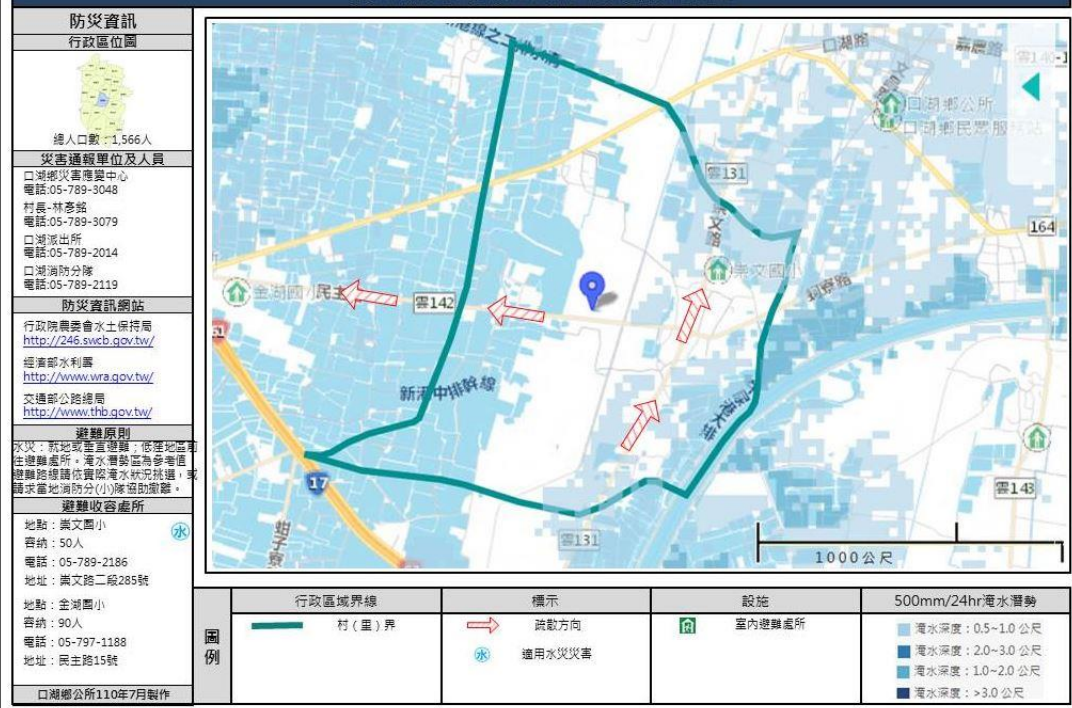 防災資訊
行政區位圖
總人口數：1,566人
災害通報單位及人員
口湖鄉災害應變中心
電話:05-789-3048
村長-林彥銘
電話:05-789-3079
口湖派出所
電話:05-789-2014
口湖消防分隊
電話:05-789-2119
防災資訊網站
行政院農委會水土保持局
http://246.swcb.gov.tw/
經濟部水利署
http://www.wra.gov.tw/
交通部公路總局
http://www.thb.gov.tw/
避難原則
水災：就地或垂直避難；低窪地區前
往避難處所。淹水潛勢區為參考值
避難路線請依實際淹水狀況挑選，或
請求當地消防分(小)隊協助撤離。
避難收容處所
地點：崇文國小
水
容納：50人
電話：05-789-2186
地址：崇文路二段285號
地點：金湖國小
容納：90人
電話：05-797-1188
地址：民主路15號
口湖鄉公所110年7月製作
口湖路
雲140-1
口湖鄉公所
口湖鄉民眾服務站
雲131
崇文路
164
崇文國小
金湖國小
民主
雲142
61
新港中排幹線
17
雲143
雲131
1000公尺
圖例
行政區域界線
標示
設施
500mm/24hr淹水潛勢
村（里）界
疏散方向
室內避難處所
水
適用水災災害
淹水深度：0.5~1.0 公尺
淹水深度：2.0~3.0 公尺
淹水深度：1.0~2.0 公尺
淹水深度：>3.0 公尺